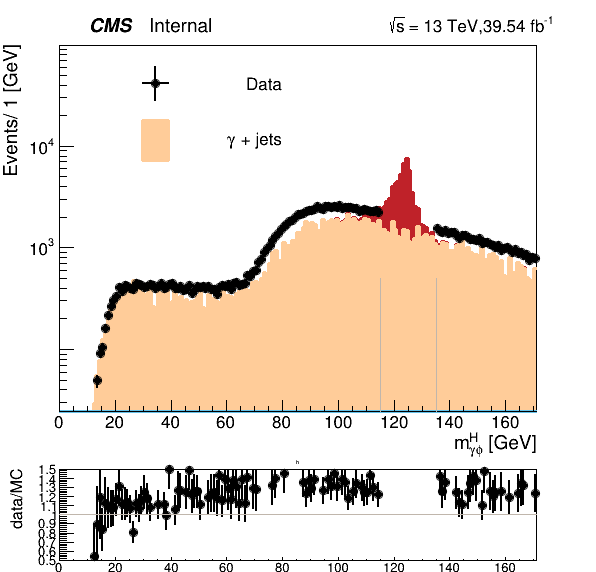 CMS Internal √s = 13 TeV,39.54 fb⁻¹
Events/ 1 [GeV]
Data
γ + jets
10⁴
10³
0 20 40 60 80 100 120 140 160
m^H_γϕ [GeV]
data/MC
1.5
1.4
1.3
1.2
1.1
1
0.9
0.8
0.7
0.6
0.5
0 20 40 60 80 100 120 140 160